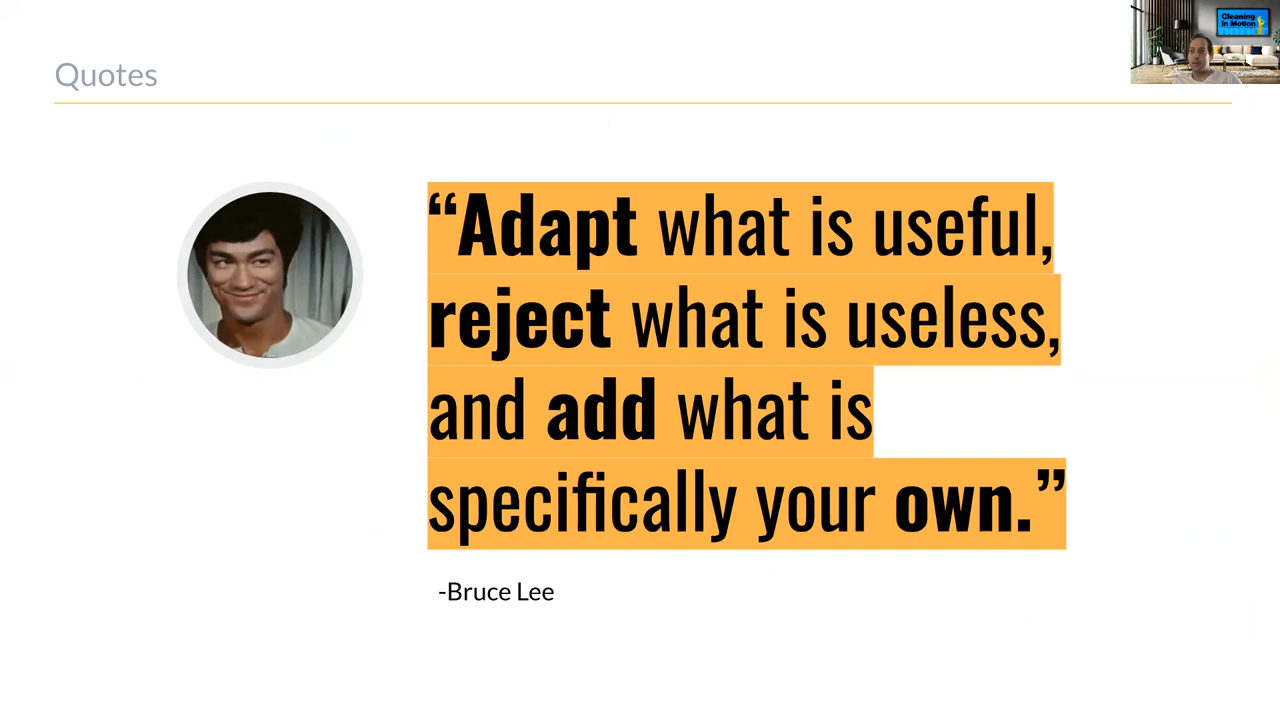 Cleaning
In Motion
Quotes
“Adapt what is useful,
reject what is useless,
and add what is
specifically your own.”
-Bruce Lee